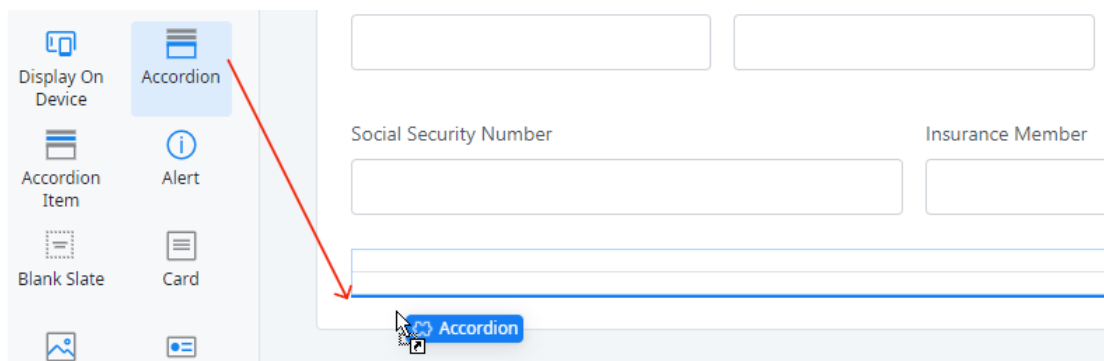 Display On
Device
Accordion
Accordion
Item
Alert
Blank Slate
Card
Social Security Number
Insurance Member
Accordion